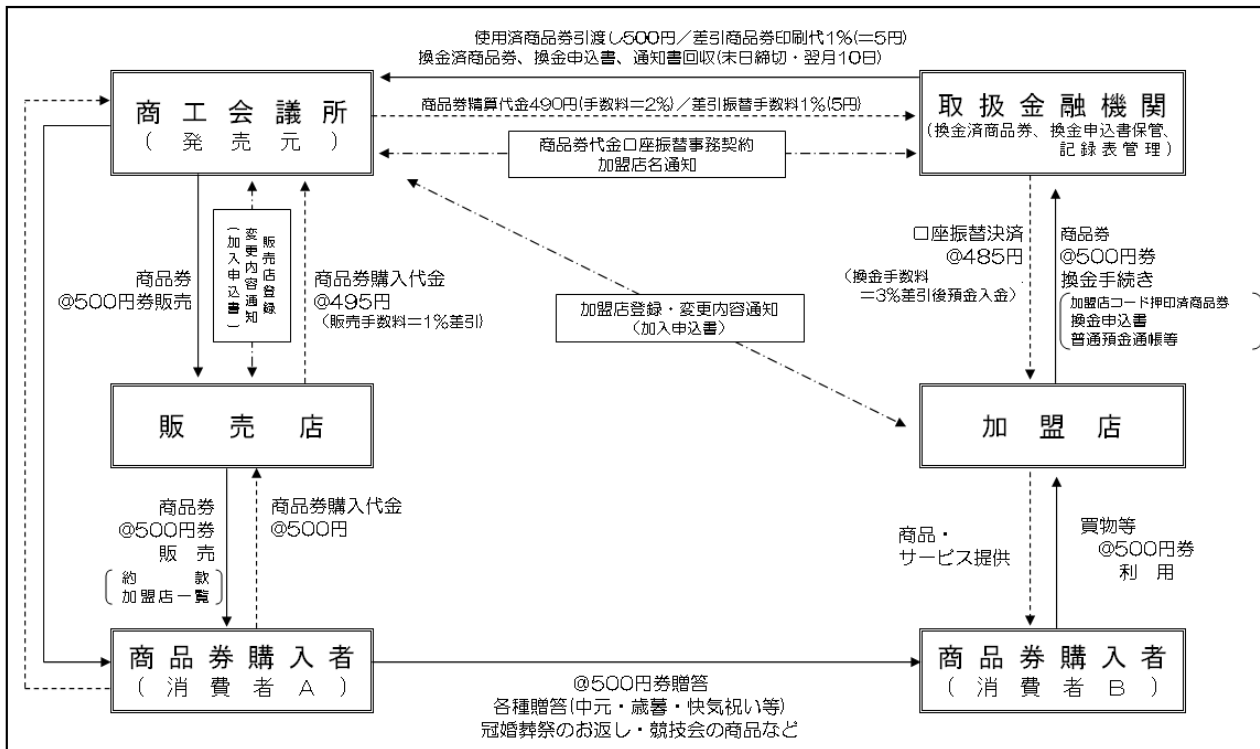 使用済商品券引渡し500円／差引商品券印刷代1%(=5円)
換金済商品券、換金申込書、通知書回収(末日締切・翌月10日)
商工会議所
(発売元)
商品券精算代金490円(手数料=2%)／差引振替手数料1%(5円)
取扱金融機関
(換金済商品券、換金申込書保管、
記録表管理)
商品券代金口座振替事務契約
加盟店名通知
商品券
@500円券販売
販売店登録
変更内容通知
(加入申込書)
商品券購入代金
@495円
(販売手数料=1%差引)
加盟店登録・変更内容通知
(加入申込書)
口座振替決済
@485円
(換金手数料
=3%差引後預金入金)
商品券
@500円券
換金手続き
加盟店コード押印済商品券
換金申込書
普通預金通帳等
販売店
加盟店
商品券
@500円券
販売
約款
加盟店一覧
商品券購入代金
@500円
商品・
サービス提供
買物等
@500円券
利用
商品券購入者
(消費者A)
商品券購入者
(消費者B)
@500円券贈答
各種贈答(中元・歳暮・快気祝い等)
冠婚葬祭のお返し・競技会の商品など